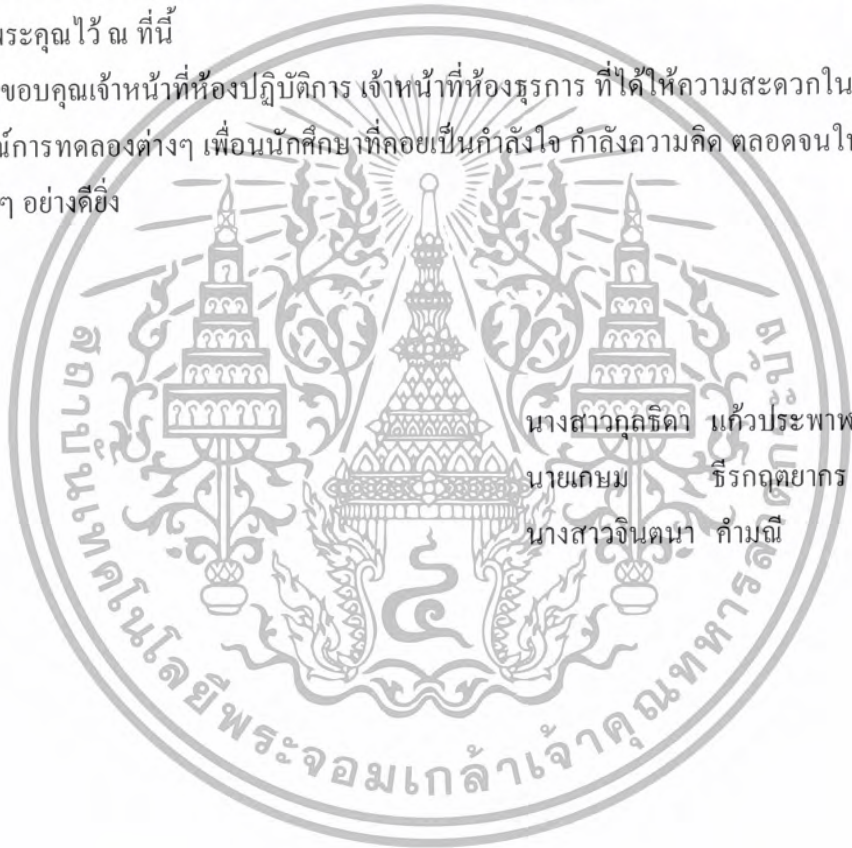 พระคุณไว้ ณ ที่นี้
ขอบคุณเจ้าหน้าที่ห้องปฏิบัติการ เจ้าหน้าที่ห้องธุรการ ที่ได้ให้ความสะดวกใน
การทดลองต่างๆ เพื่อนนักศึกษาที่คอยเป็นกำลังใจ กำลังความคิด ตลอดจนให
ๆ อย่างดียิ่ง
นางสาวกุลธิดา แก้วประพาฬ
นายเกษม ธีรกฤตยากร
นางสาวจินตนา คำมณี
สถาบันเทคโนโลยีพระจอมเกล้าเจ้าคุณทหารลาดกระบัง
๔